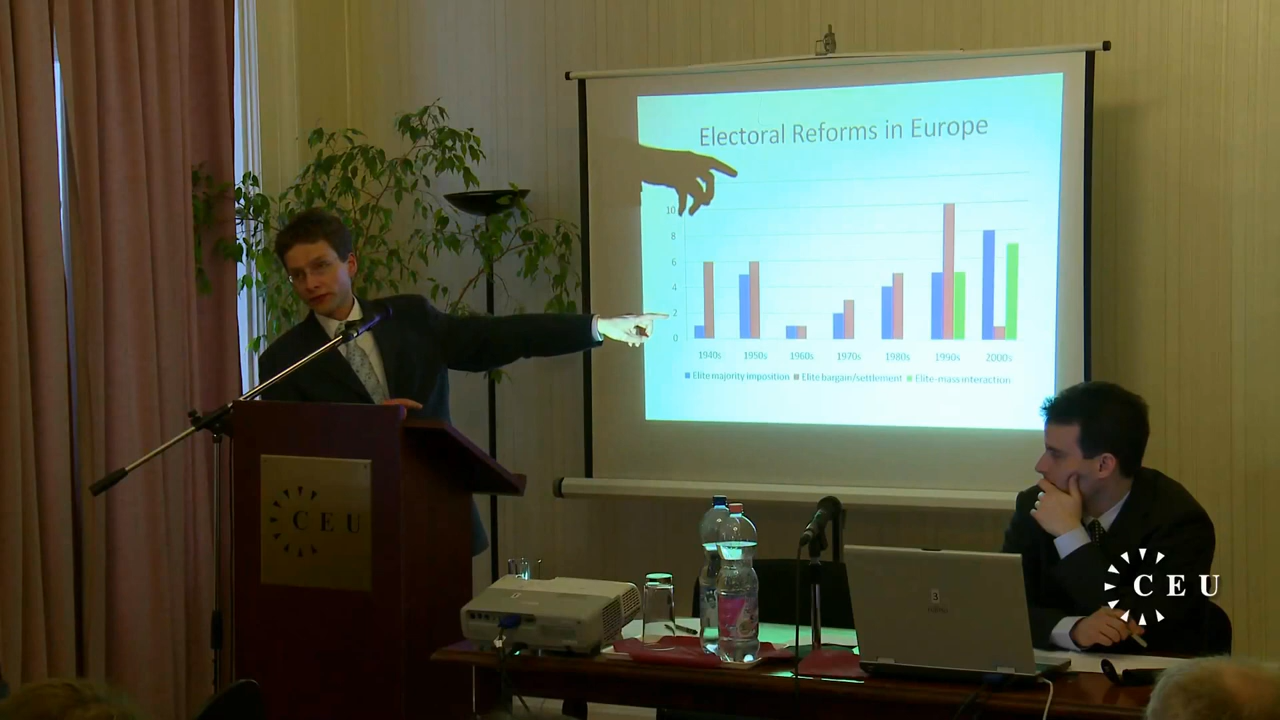 Electoral Reforms in Europe
10
8
6
4
2
0
1940s 1950s 1960s 1970s 1980s 1990s 2000s
Elite majority imposition Elite bargain/settlement Elite-mass interaction
CEU
3
CEU